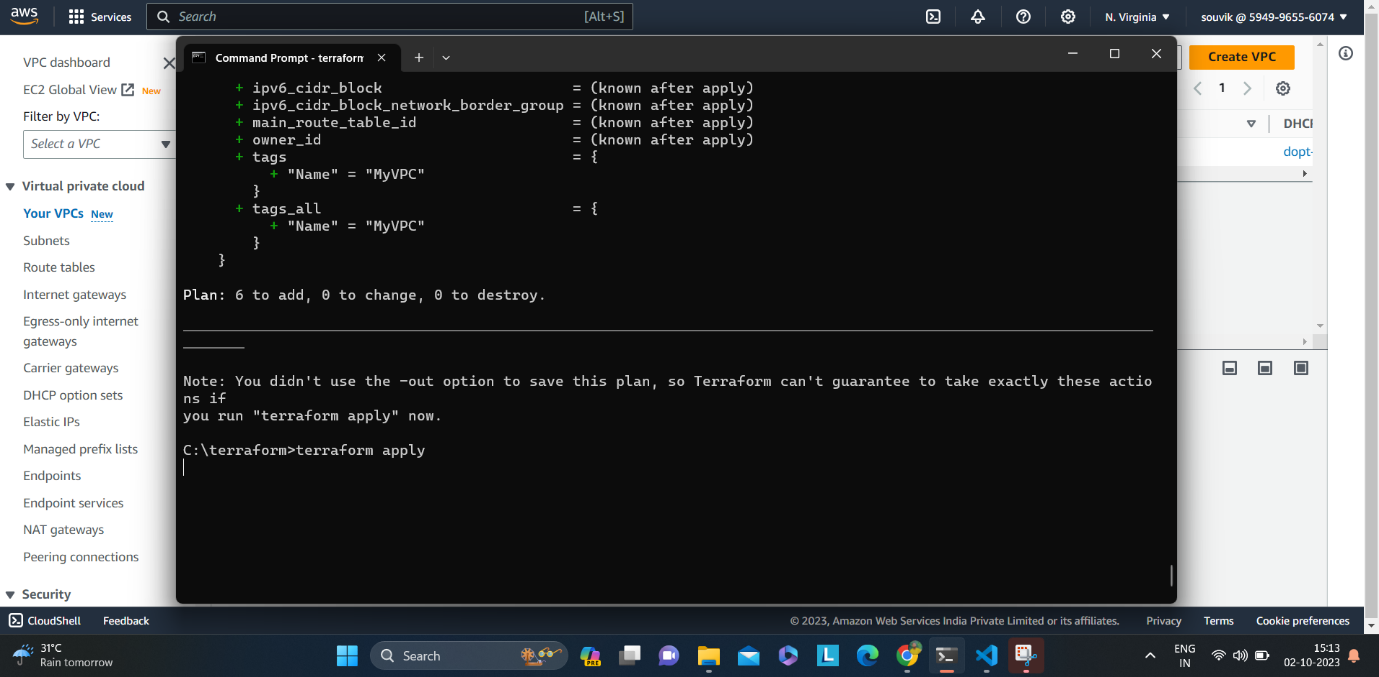 aws
Services
Search
[Alt+S]
N. Virginia
souvik @ 5949-9655-6074
VPC dashboard
EC2 Global View New
Filter by VPC:
Select a VPC
Virtual private cloud
Your VPCs New
Subnets
Route tables
Internet gateways
Egress-only internet
gateways
Carrier gateways
DHCP option sets
Elastic IPs
Managed prefix lists
Endpoints
Endpoint services
NAT gateways
Peering connections
Security
Command Prompt - terraform
+ ipv6_cidr_block = (known after apply)
+ ipv6_cidr_block_network_border_group = (known after apply)
+ main_route_table_id = (known after apply)
+ owner_id = (known after apply)
+ tags = {
+ "Name" = "MyVPC"
}
+ tags_all = {
+ "Name" = "MyVPC"
}
}
Plan: 6 to add, 0 to change, 0 to destroy.
Note: You didn't use the -out option to save this plan, so Terraform can't guarantee to take exactly these actio
ns if
you run "terraform apply" now.
C:\terraform>terraform apply
Create VPC
1
DHCP
dopt-
CloudShell
Feedback
© 2023, Amazon Web Services India Private Limited or its affiliates.
Privacy
Terms
Cookie preferences
31°C
Rain tomorrow
Search
PRE
L
ENG
IN
15:13
02-10-2023